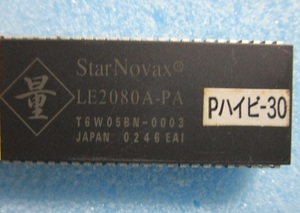 StarNovax®
量
LE2080A-PA
T6W05BN-0003
JAPAN 0246EAI
Pハイビ-30